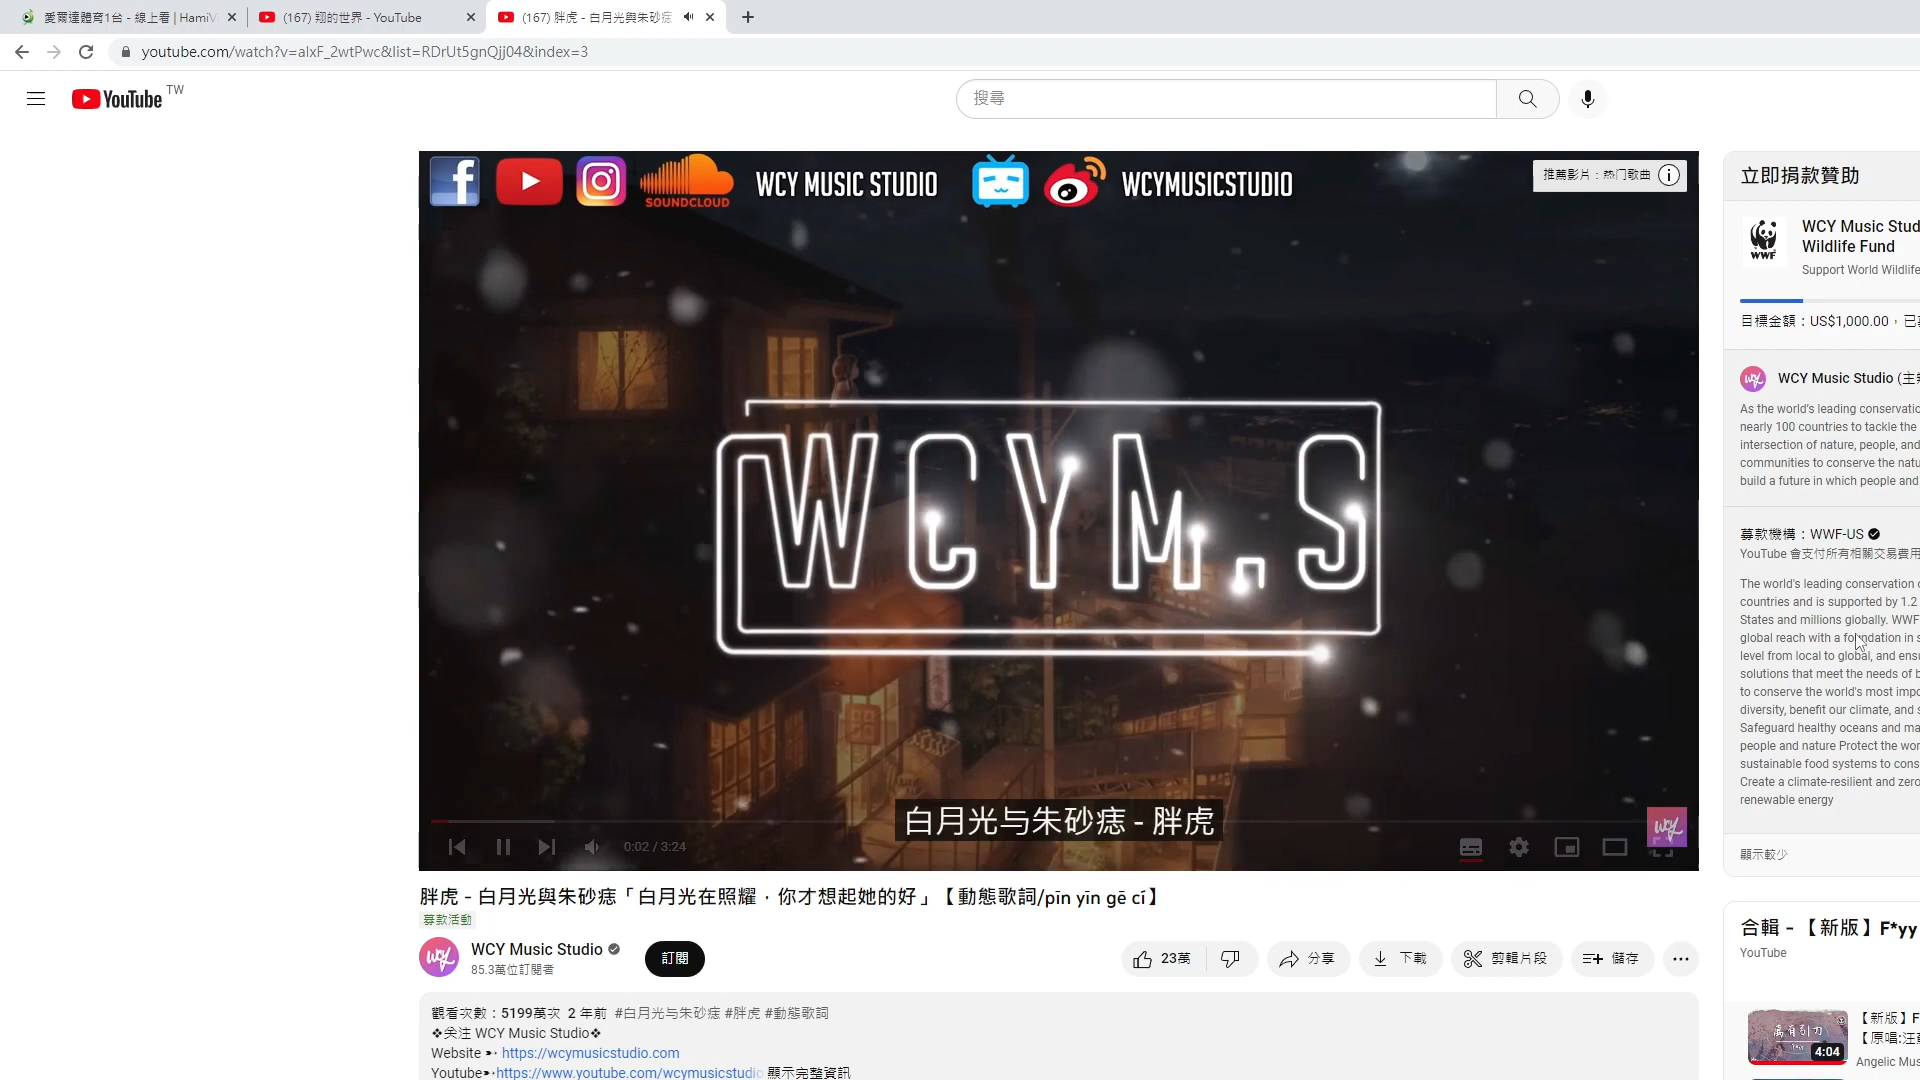 愛爾達體育1台 - 線上看 | HamiV
(167) 翔的世界 - YouTube
(167) 胖虎 - 白月光與朱砂痣
youtube.com/watch?v=alxF_2wtPwc&list=RDrUt5gnQjj04&index=3
YouTube TW
搜尋
SOUNDCLOUD
WCY MUSIC STUDIO
WCYMUSICSTUDIO
推薦影片：热门歌曲
WCYM.S
白月光与朱砂痣 - 胖虎
0:02 / 3:24
胖虎 - 白月光與朱砂痣「白月光在照耀，你才想起她的好」【動態歌詞/pīn yīn gē cí】
募款活動
WCY Music Studio
85.3萬位訂閱者
訂閱
23萬
分享
下載
剪輯片段
儲存
觀看次數：5199萬次 2 年前 #白月光与朱砂痣 #胖虎 #動態歌詞
❖关注 WCY Music Studio❖
Website ➸ https://wcymusicstudio.com
Youtube➸https://www.youtube.com/wcymusicstudio 顯示完整資訊
立即捐款贊助
WWF
WCY Music Stud
Wildlife Fund
Support World Wildlife
目標金額：US$1,000.00，已
WCY Music Studio (主
As the world's leading conservatio
nearly 100 countries to tackle the
intersection of nature, people, and
communities to conserve the natu
build a future in which people and
募款機構：WWF-US
YouTube 會支付所有相關交易費用
The world's leading conservation o
countries and is supported by 1.2
States and millions globally. WWF
global reach with a foundation in s
level from local to global, and ensu
solutions that meet the needs of b
to conserve the world's most impo
diversity, benefit our climate, and s
Safeguard healthy oceans and ma
people and nature Protect the wor
sustainable food systems to cons
Create a climate-resilient and zero
renewable energy
顯示較少
合輯 - 【新版】F*yy
YouTube
4:04
【新版】F
【原唱:汪
Angelic Mus